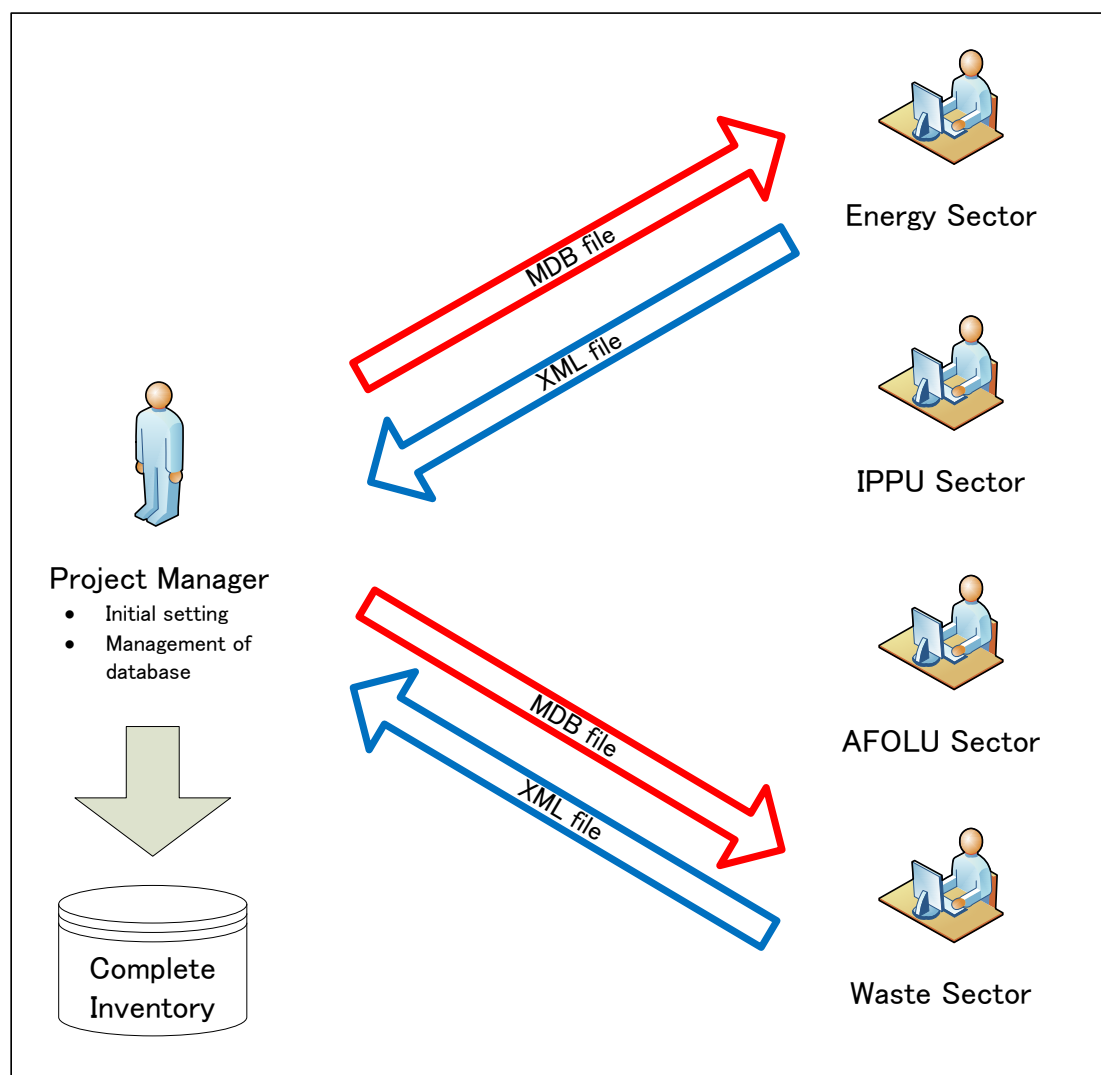 Energy Sector
MDB file
XML file
IPPU Sector
Project Manager
• Initial setting
• Management of
database
AFOLU Sector
MDB file
XML file
Complete
Inventory
Waste Sector